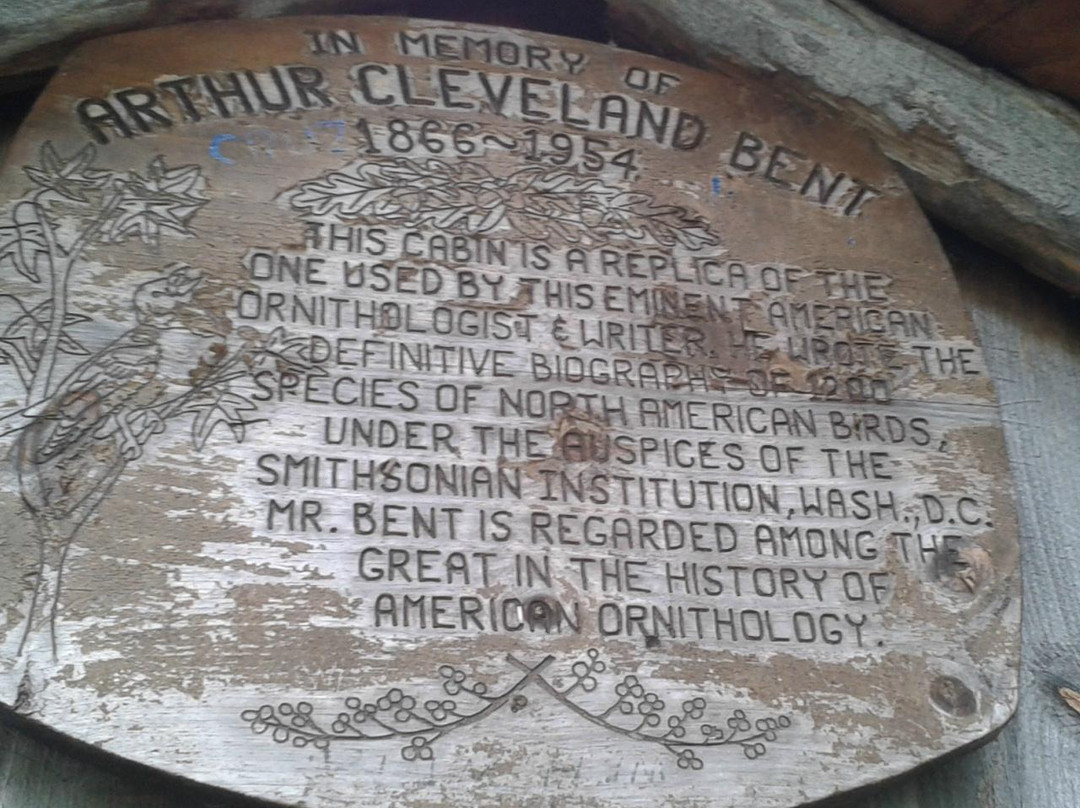 IN MEMORY OF
ARTHUR CLEVELAND BENT
1866~1954
THIS CABIN IS A REPLICA OF THE
ONE USED BY THIS EMINENT AMERICAN
ORNITHOLOGIST & WRITER. HE WROTE THE
DEFINITIVE BIOGRAPHY OF 1200
SPECIES OF NORTH AMERICAN BIRDS,
UNDER THE AUSPICES OF THE
SMITHSONIAN INSTITUTION, WASH., D.C.
MR. BENT IS REGARDED AMONG THE
GREAT IN THE HISTORY OF
AMERICAN ORNITHOLOGY.